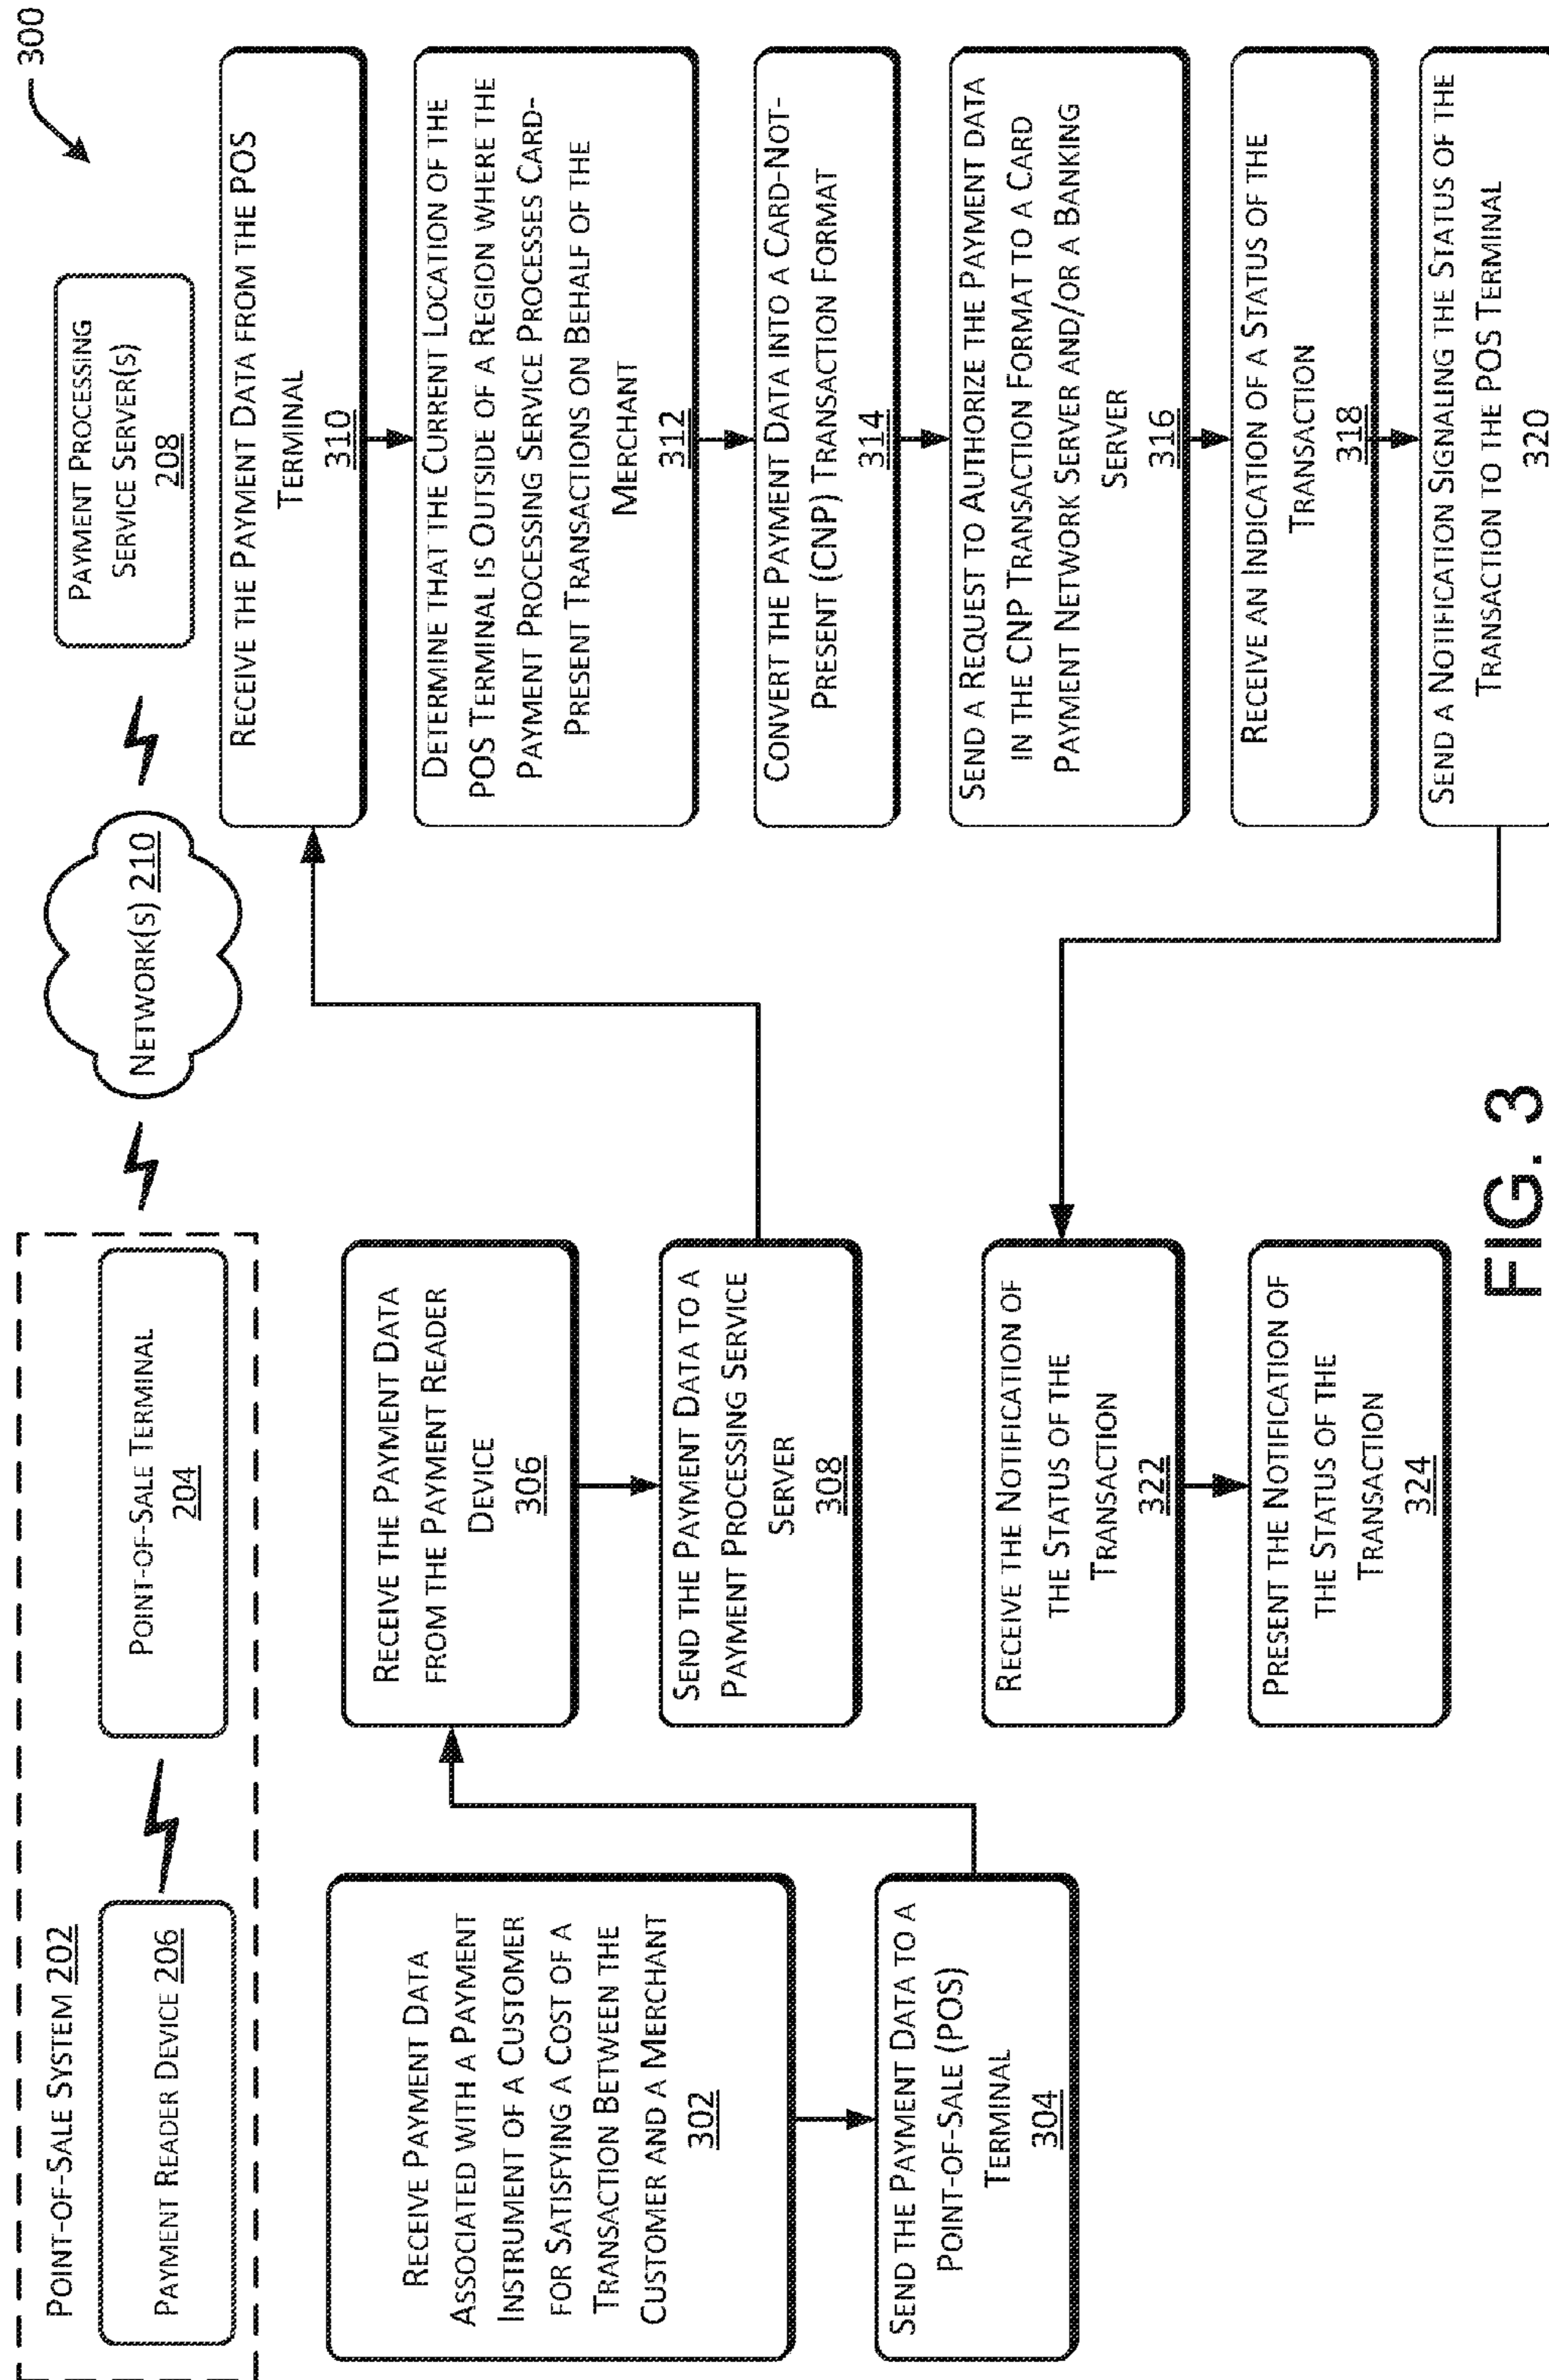 300
POINT-OF-SALE SYSTEM 202
PAYMENT READER DEVICE 206
POINT-OF-SALE TERMINAL
204
NETWORK(S) 210
PAYMENT PROCESSING
SERVICE SERVER(S)
208
RECEIVE PAYMENT DATA
ASSOCIATED WITH A PAYMENT
INSTRUMENT OF A CUSTOMER
FOR SATISFYING A COST OF A
TRANSACTION BETWEEN THE
CUSTOMER AND A MERCHANT
302
SEND THE PAYMENT DATA TO A
POINT-OF-SALE (POS)
TERMINAL
304
RECEIVE THE PAYMENT DATA
FROM THE PAYMENT READER
DEVICE
306
SEND THE PAYMENT DATA TO A
PAYMENT PROCESSING SERVICE
SERVER
308
RECEIVE THE PAYMENT DATA FROM THE POS
TERMINAL
310
DETERMINE THAT THE CURRENT LOCATION OF THE
POS TERMINAL IS OUTSIDE OF A REGION WHERE THE
PAYMENT PROCESSING SERVICE PROCESSES CARD-
PRESENT TRANSACTIONS ON BEHALF OF THE
MERCHANT
312
CONVERT THE PAYMENT DATA INTO A CARD-NOT-
PRESENT (CNP) TRANSACTION FORMAT
314
SEND A REQUEST TO AUTHORIZE THE PAYMENT DATA
IN THE CNP TRANSACTION FORMAT TO A CARD
PAYMENT NETWORK SERVER AND/OR A BANKING
SERVER
316
RECEIVE AN INDICATION OF A STATUS OF THE
TRANSACTION
318
SEND A NOTIFICATION SIGNALING THE STATUS OF THE
TRANSACTION TO THE POS TERMINAL
320
RECEIVE THE NOTIFICATION OF
THE STATUS OF THE
TRANSACTION
322
PRESENT THE NOTIFICATION OF
THE STATUS OF THE
TRANSACTION
324
FIG. 3